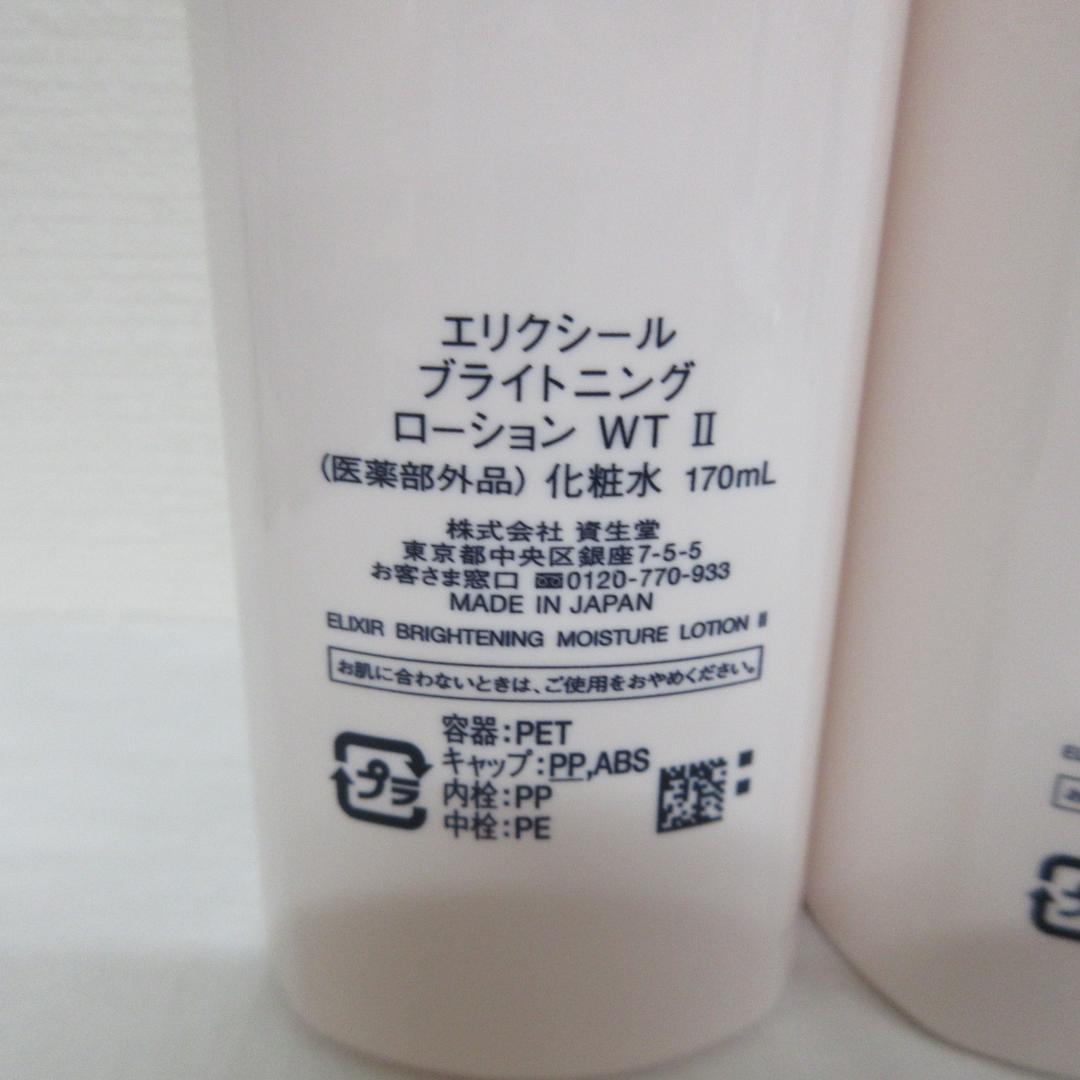 エリクシール
ブライトニング
ローション WT Ⅱ
(医薬部外品) 化粧水 170mL
株式会社 資生堂
東京都中央区銀座7-5-5
お客さま窓口 0120-770-933
MADE IN JAPAN
ELIXIR BRIGHTENING MOISTURE LOTION Ⅱ
お肌に合わないときは、ご使用をおやめください。
プラ
容器:PET
キャップ:PP,ABS
内栓:PP
中栓:PE